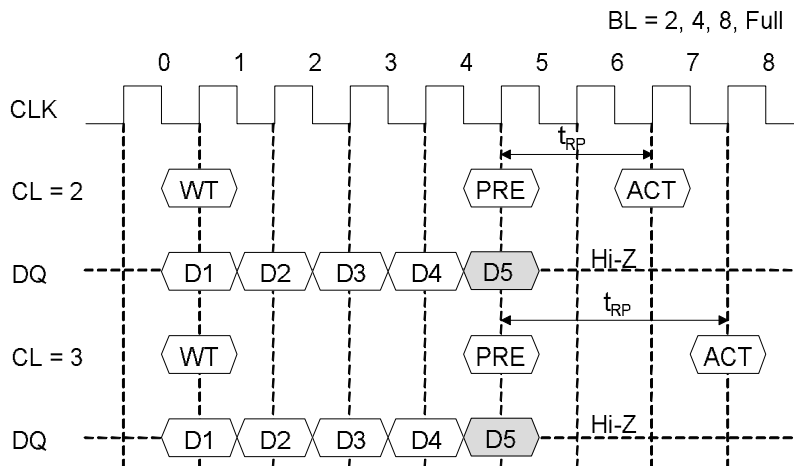 BL = 2, 4, 8, Full
0 1 2 3 4 5 6 7 8
CLK
t_RP
CL = 2 WT PRE ACT
DQ D1 D2 D3 D4 D5 Hi-Z
t_RP
CL = 3 WT PRE ACT
DQ D1 D2 D3 D4 D5 Hi-Z